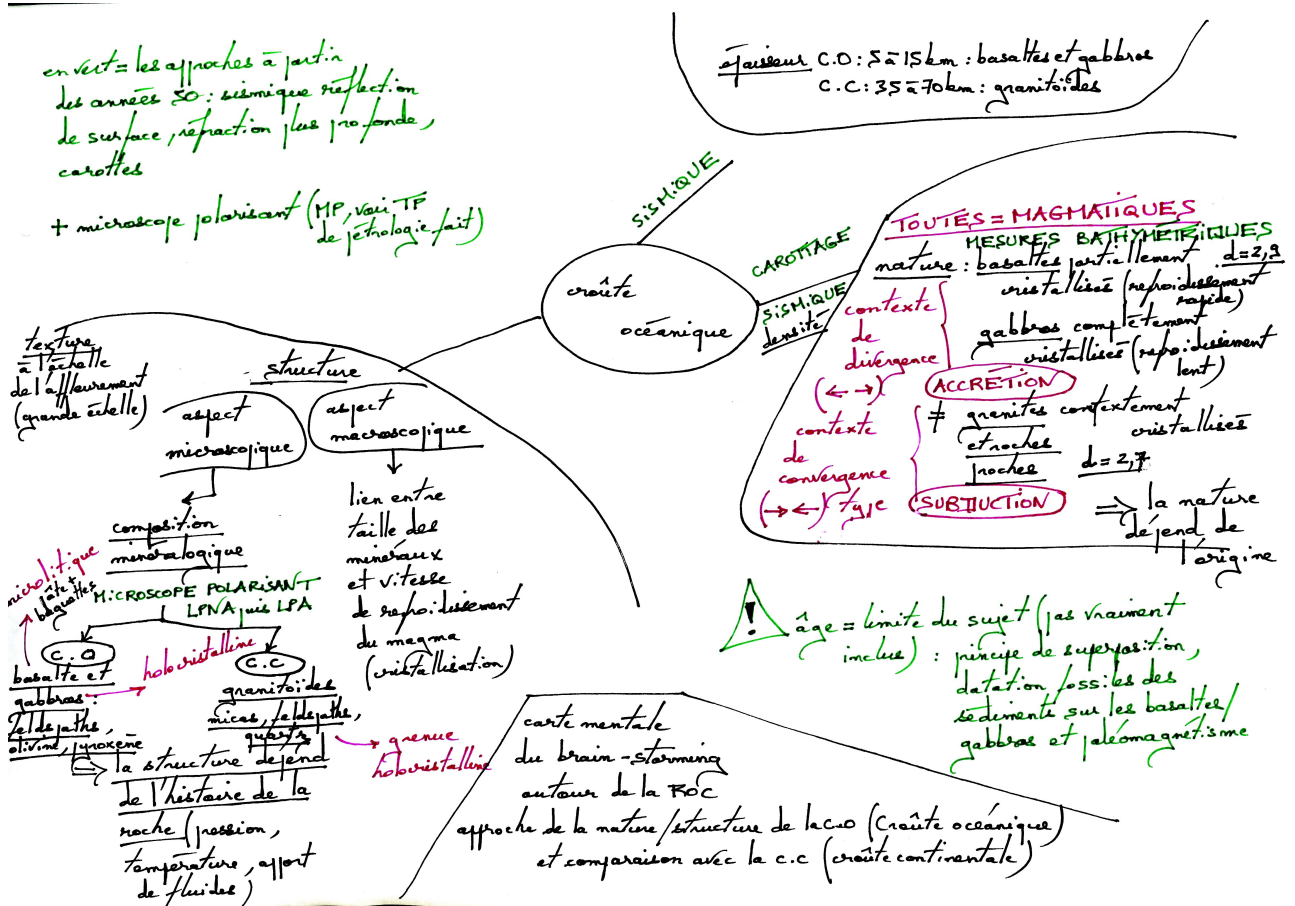 en vert = les approches à partir
des années 50 : sismique réflection
de surface, réfraction plus profonde,
carottes
+ microscope polarisant (MP, voir TP
de pétrologie fait)
épaisseur C.O : 5 à 15 km : basaltes et gabbros
C.C : 35 à 70 km : granitoïdes
SISMIQUE
croûte
océanique
CAROTTAGE
SISMIQUE
densité
TOUTES = MAGMATIQUES
MESURES BATHYMÉTRIQUES
nature : basaltes partiellement d = 2,9
cristallisés (refroidissement
rapide)
gabbros complètement
cristallisés (refroidissement
lent)
contexte
de
divergence
(← →)
ACCRÉTION
≠ granites complètement
cristallisés
et roches
proches d = 2,7
contexte
de
convergence
(→ ←) type
SUBDUCTION
⇒ la nature
dépend de
l'origine
texture
à l'échelle
de l'affleurement
(grande échelle)
structure
aspect
microscopique
aspect
macroscopique
composition
minéralogique
lien entre
taille des
minéraux
et vitesse
de refroidissement
du magma
(cristallisation)
microlitique
pâte +
baguettes
MICROSCOPE POLARISANT
LPNA puis LPA
C.O
basalte et
gabbros :
feldspaths,
olivine, pyroxène
holocristalline
C.C
granitoïdes
micas, feldspaths,
quartz
grenue
holocristalline
⇒ la structure dépend
de l'histoire de la
roche (pression,
température, apport
de fluides)
! âge = limite du sujet (pas vraiment
inclus) : principe de superposition,
datation fossiles des
sédiments sur les basaltes/
gabbros et paléomagnétisme
carte mentale
du brain-storming
autour de la ROC
approche de la nature/structure de la c.o (croûte océanique)
et comparaison avec la c.c (croûte continentale)